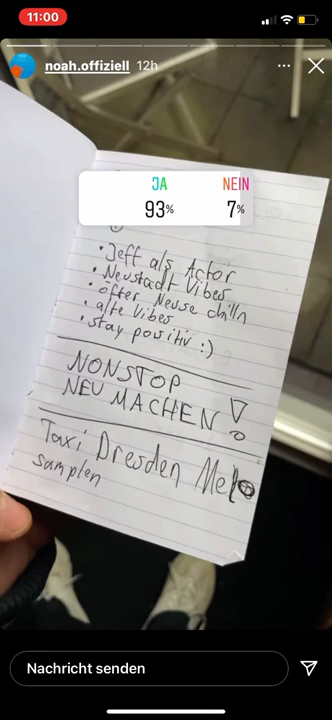 11:00
noah.offiziell 12h
JA NEIN
93% 7%
• Jeff als Actor
• Neustadt Vibes
• öfter Neuse chilln
• alte Vibes
• stay positiv :)
NONSTOP
NEU MACHEN!
Taxi Dresden Melo
samplen
Nachricht senden